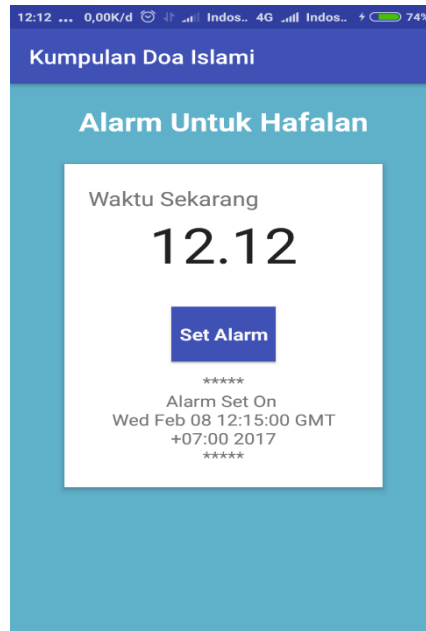 12:12 ... 0,00K/d Indos.. 4G Indos.. 74%
Kumpulan Doa Islami
Alarm Untuk Hafalan
Waktu Sekarang
12.12
Set Alarm
*****
Alarm Set On
Wed Feb 08 12:15:00 GMT
+07:00 2017
*****